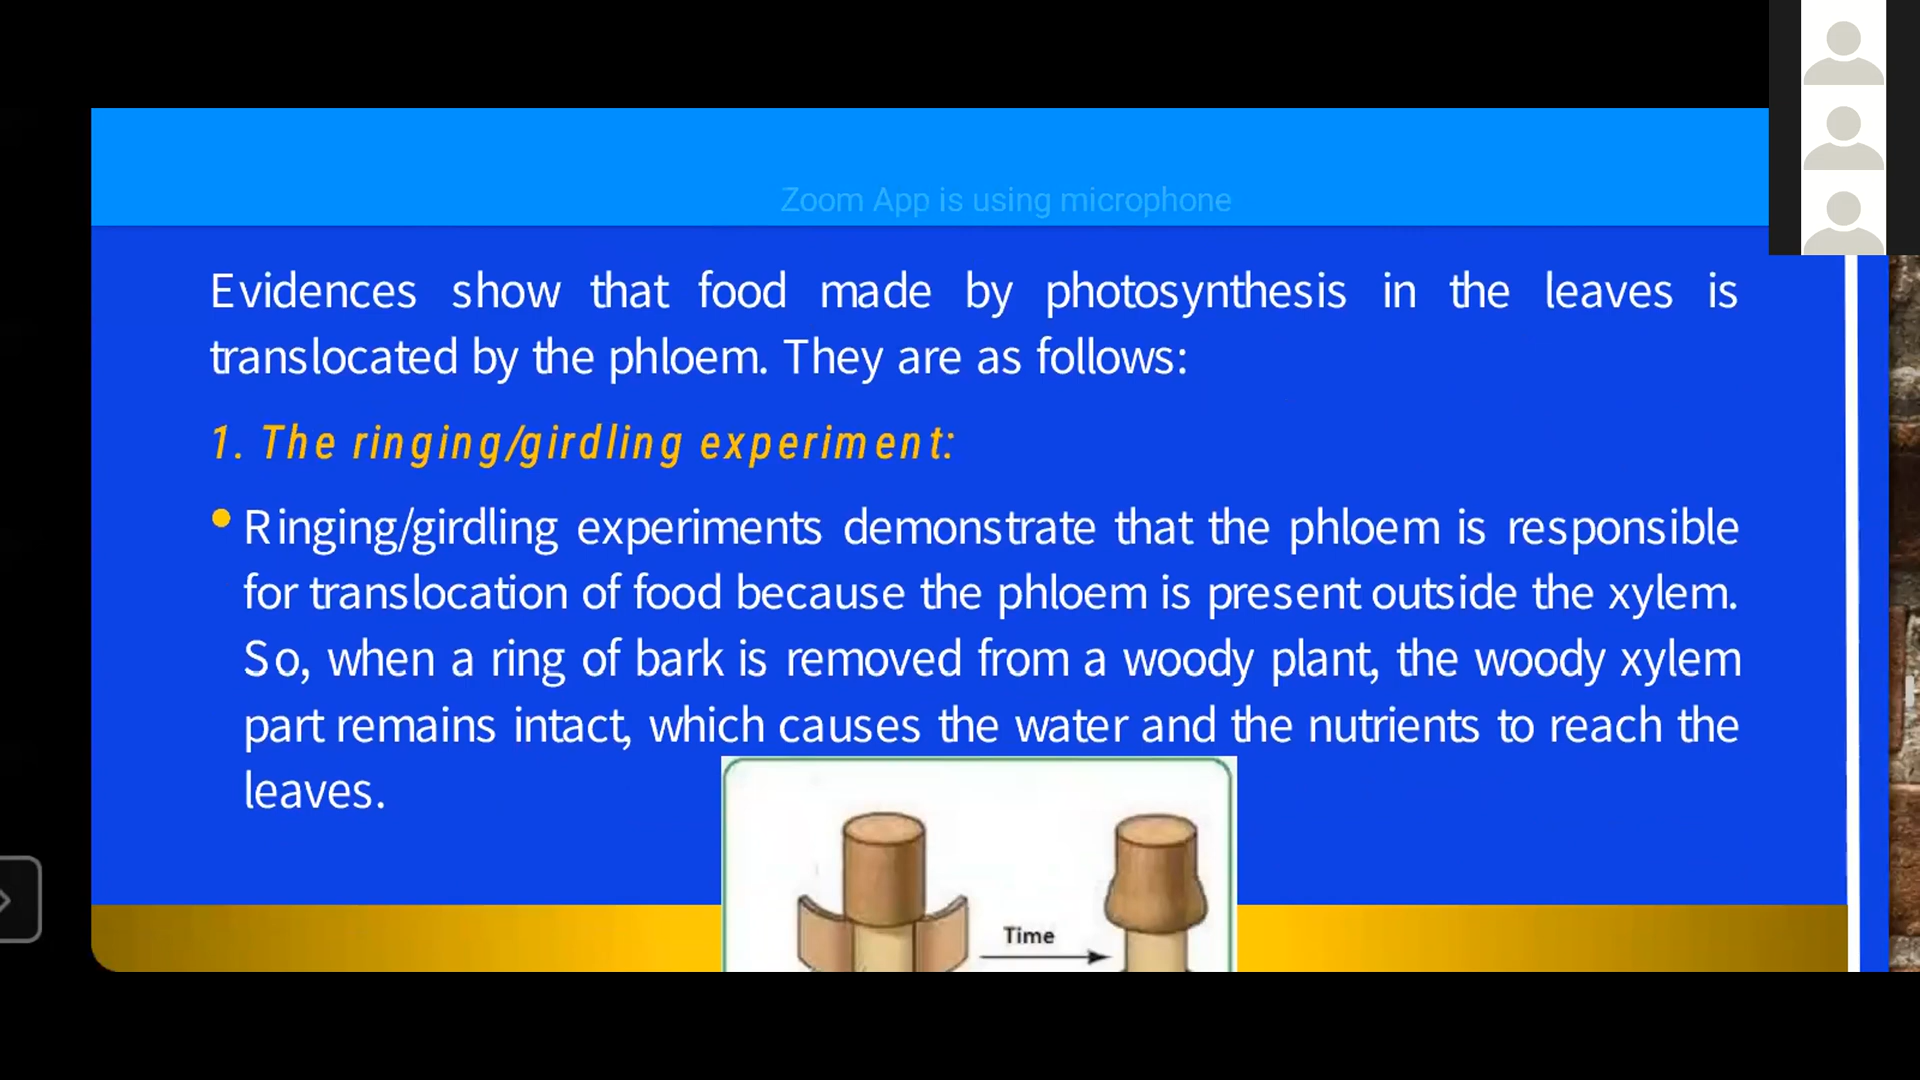 Zoom App is using microphone
Evidences show that food made by photosynthesis in the leaves is
translocated by the phloem. They are as follows:
1. The ringing/girdling experiment:
• Ringing/girdling experiments demonstrate that the phloem is responsible
for translocation of food because the phloem is present outside the xylem.
So, when a ring of bark is removed from a woody plant, the woody xylem
part remains intact, which causes the water and the nutrients to reach the
leaves.
Time